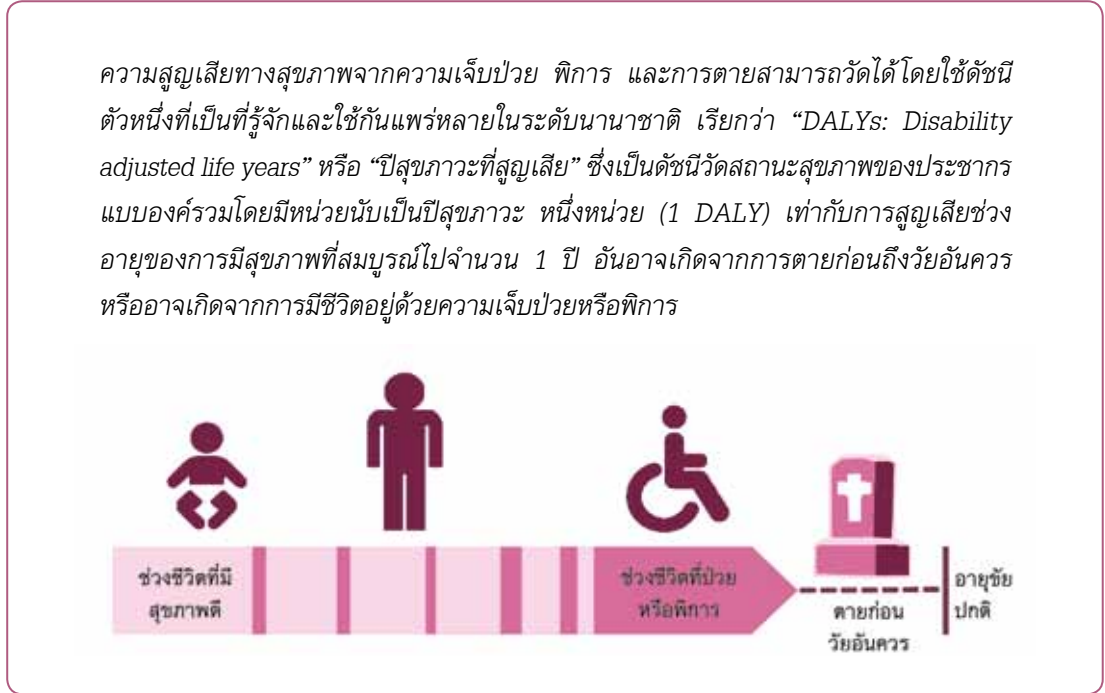 ความสูญเสียทางสุขภาพจากความเจ็บป่วย พิการ และการตายสามารถวัดได้โดยใช้ดัชนี
ตัวหนึ่งที่เป็นที่รู้จักและใช้กันแพร่หลายในระดับนานาชาติ เรียกว่า “DALYs: Disability
adjusted life years” หรือ “ปีสุขภาวะที่สูญเสีย” ซึ่งเป็นดัชนีวัดสถานะสุขภาพของประชากร
แบบองค์รวมโดยมีหน่วยนับเป็นปีสุขภาวะ หนึ่งหน่วย (1 DALY) เท่ากับการสูญเสียช่วง
อายุของการมีสุขภาพที่สมบูรณ์ไปจำนวน 1 ปี อันอาจเกิดจากการตายก่อนถึงวัยอันควร
หรืออาจเกิดจากการมีชีวิตอยู่ด้วยความเจ็บป่วยหรือพิการ
ช่วงชีวิตที่มี
สุขภาพดี
ช่วงชีวิตที่ป่วย
หรือพิการ
ตายก่อน
วัยอันควร
อายุขัย
ปกติ